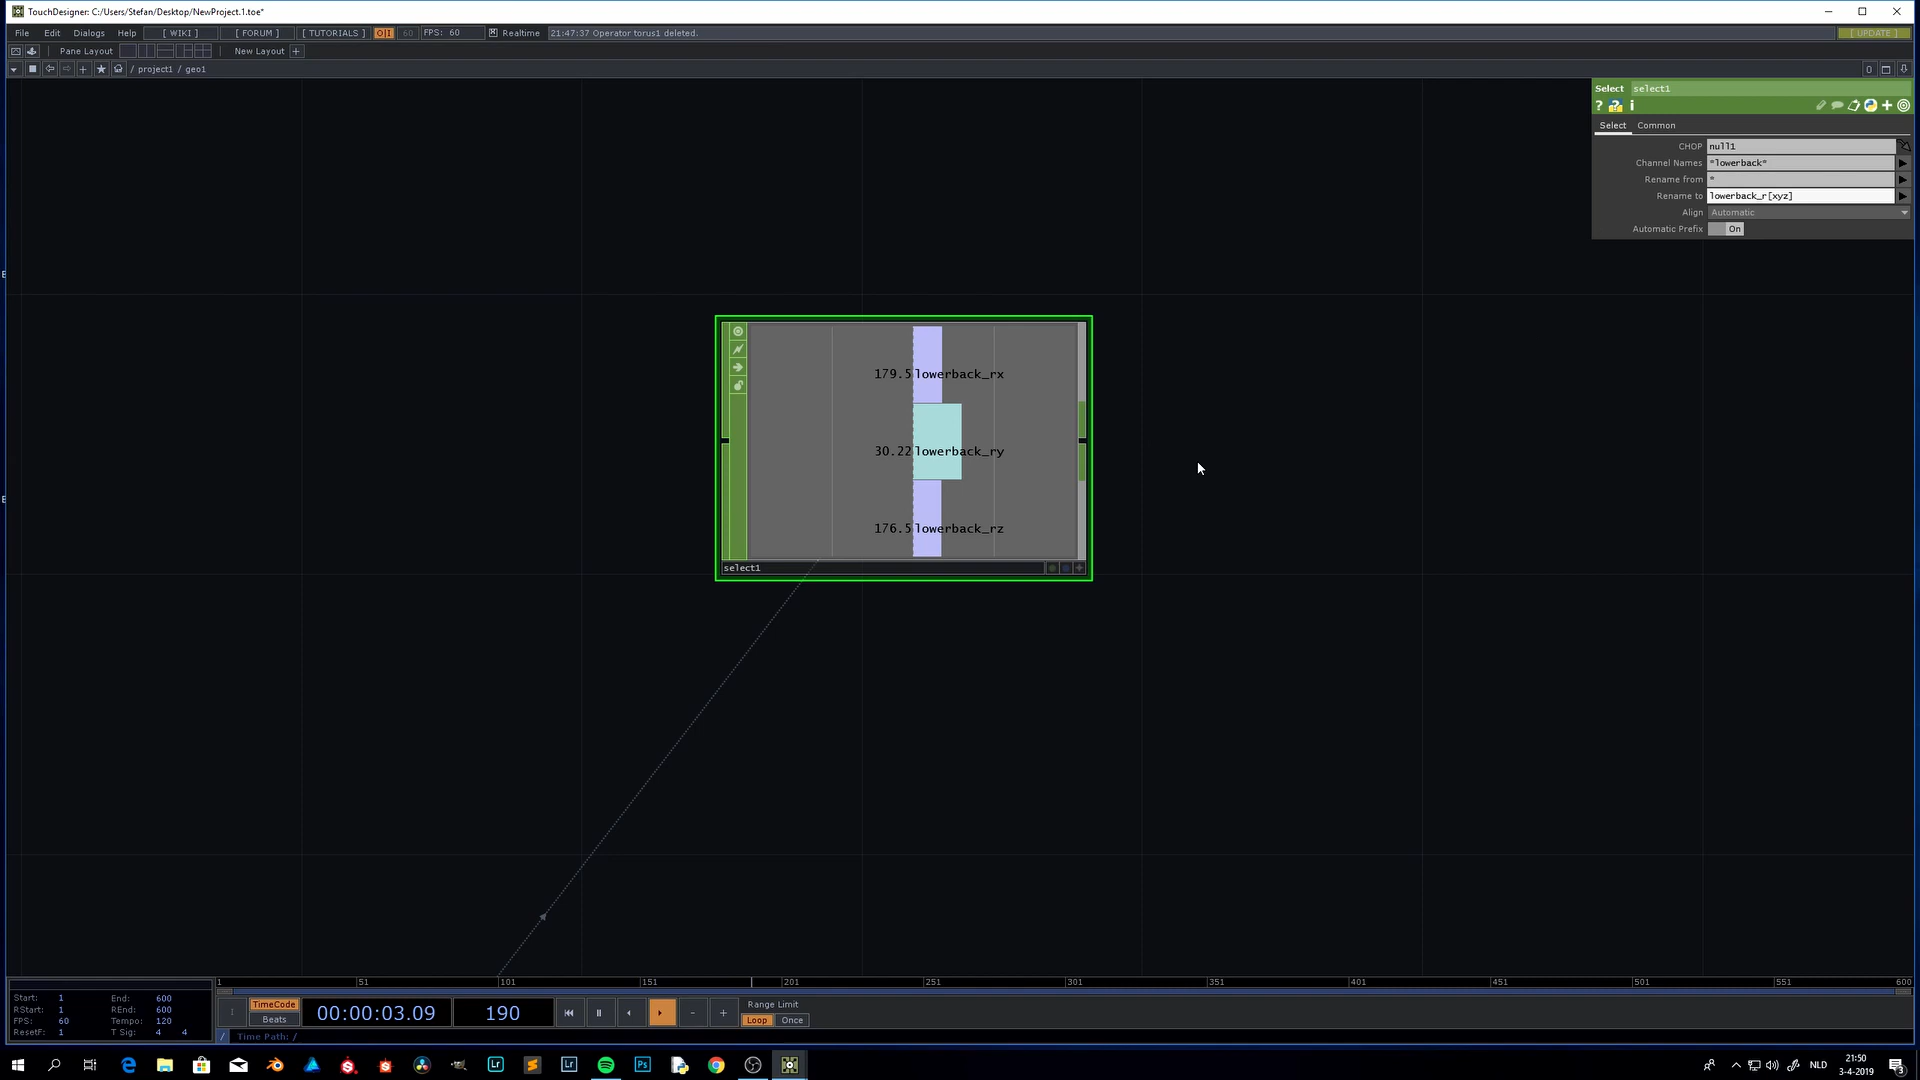 TouchDesigner: C:/Users/Stefan/Desktop/NewProject.1.toe*
File Edit Dialogs Help [ WIKI ] [ FORUM ] [ TUTORIALS ] O|I 60 FPS: 60 Realtime 21:47:37 Operator torus1 deleted. [ UPDATE ]
Pane Layout New Layout +
/ project1 / geo1
Select select1
Select Common
CHOP null1
Channel Names *lowerback*
Rename from *
Rename to lowerback_r[xyz]
Align Automatic
Automatic Prefix On
179.5 lowerback_rx
30.22 lowerback_ry
176.5 lowerback_rz
select1
1 51 101 151 201 251 301 351 401 451 501 551 600
Start: 1 End: 600
RStart: 1 REnd: 600
FPS: 60 Tempo: 120
ResetF: 1 T Sig: 4 4
TimeCode
Beats
00:00:03.09
190
Range Limit
Loop Once
/ Time Path: /
NLD
21:50
3-4-2019